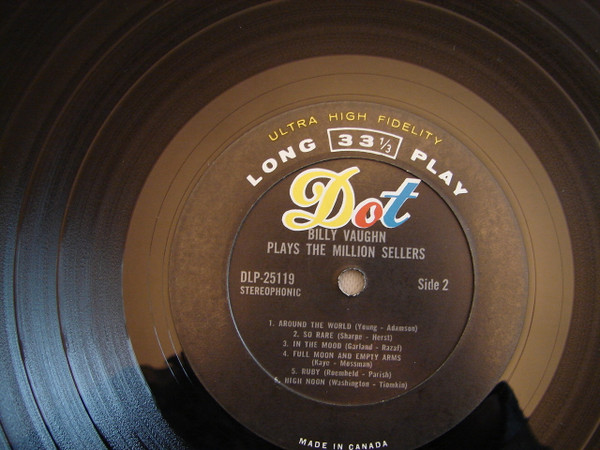 ULTRA HIGH FIDELITY
LONG 33 1/3 PLAY
Dot
BILLY VAUGHN
PLAYS THE MILLION SELLERS
DLP-25119
STEREOPHONIC
Side 2
1. AROUND THE WORLD (Young - Adamson)
2. SO RARE (Sharpe - Herst)
3. IN THE MOOD (Garland - Razaf)
4. FULL MOON AND EMPTY ARMS
(Kaye - Mossman)
5. RUBY (Roemheld - Parish)
6. HIGH NOON (Washington - Tiomkin)
MADE IN CANADA